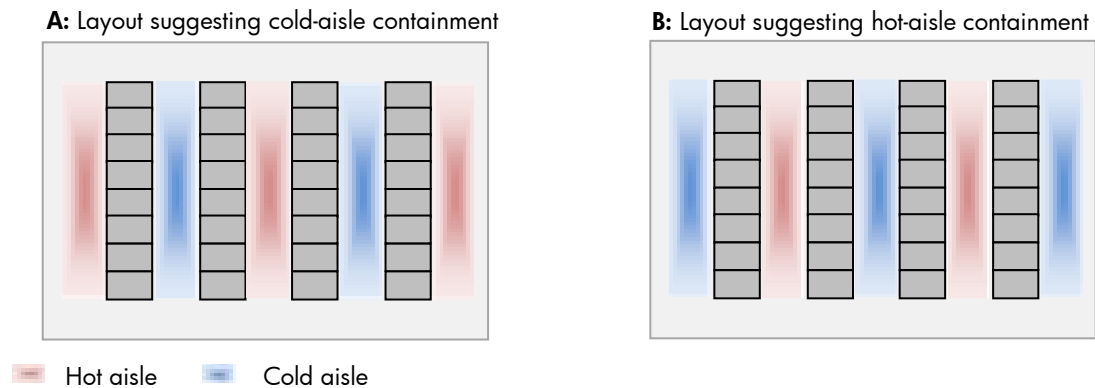 A: Layout suggesting cold-aisle containment
B: Layout suggesting hot-aisle containment
Hot aisle
Cold aisle